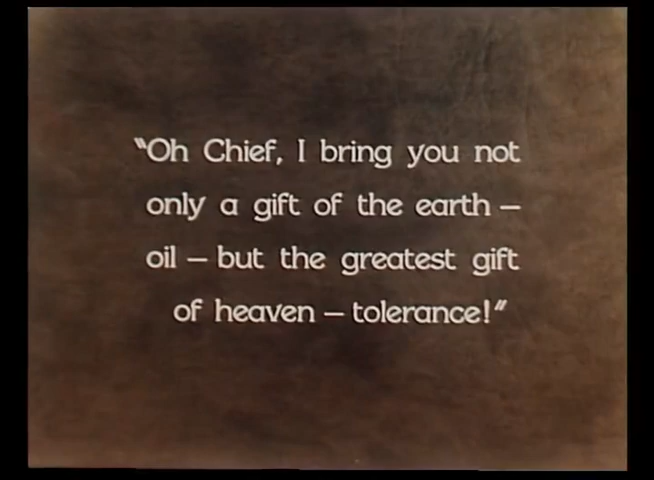 "Oh Chief, I bring you not
only a gift of the earth —
oil — but the greatest gift
of heaven — tolerance!"